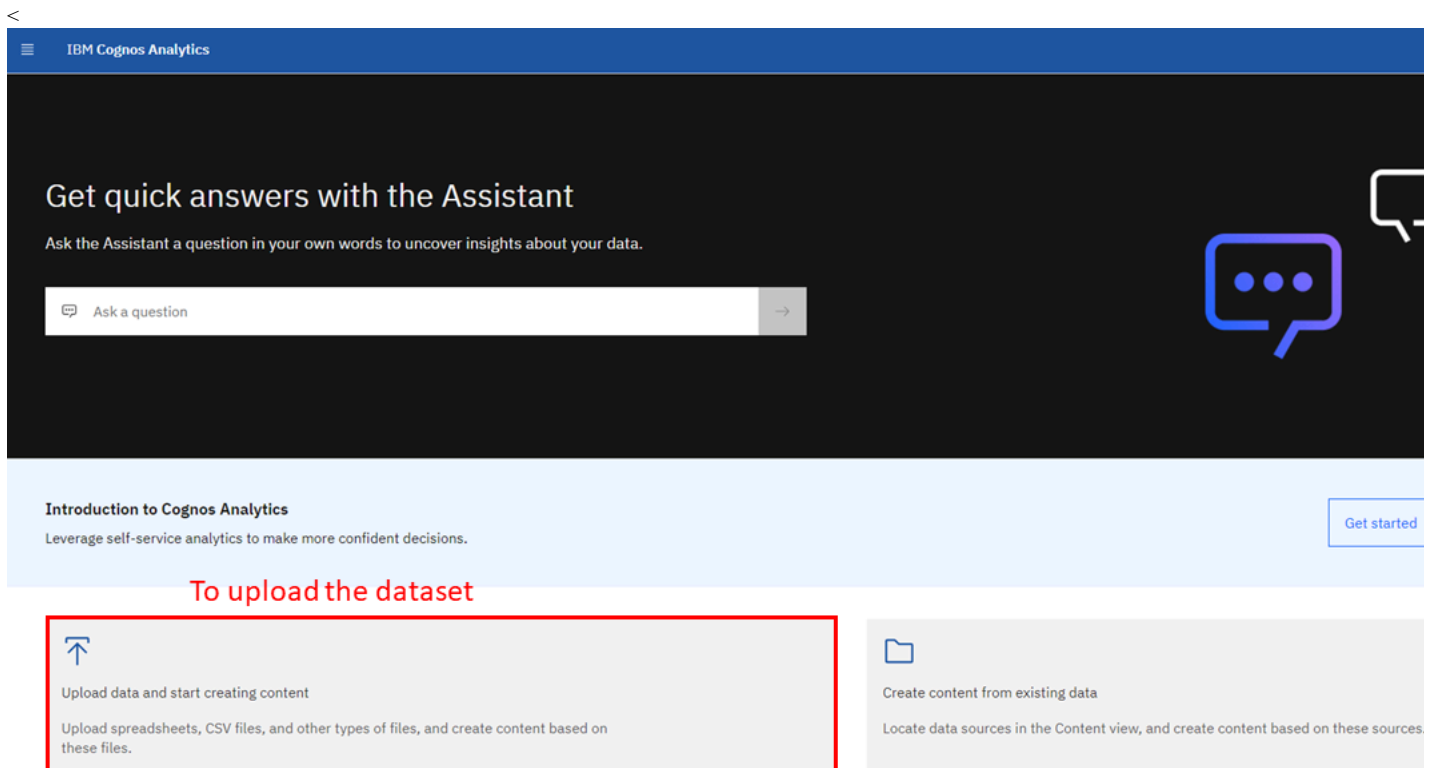 <
IBM Cognos Analytics
Get quick answers with the Assistant
Ask the Assistant a question in your own words to uncover insights about your data.
Ask a question
Introduction to Cognos Analytics
Leverage self-service analytics to make more confident decisions.
Get started
To upload the dataset
Upload data and start creating content
Upload spreadsheets, CSV files, and other types of files, and create content based on
these files.
Create content from existing data
Locate data sources in the Content view, and create content based on these sources.